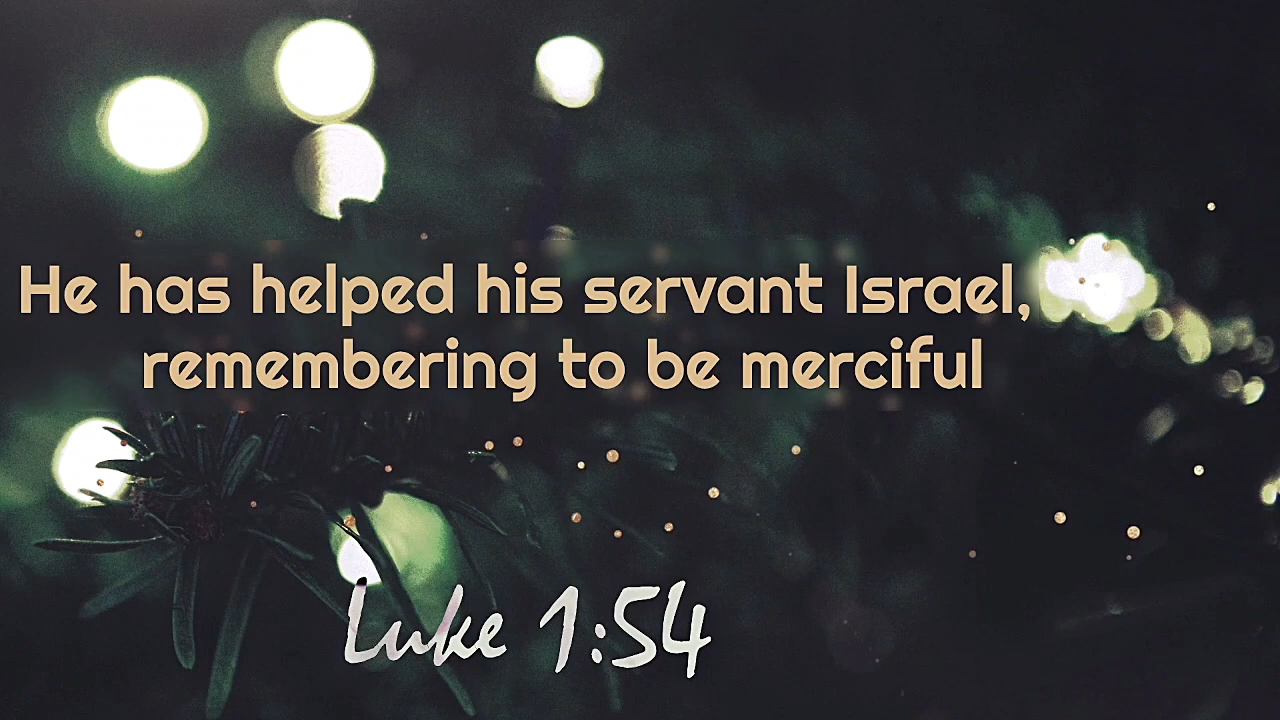 He has helped his servant Israel,
remembering to be merciful
Luke 1:54